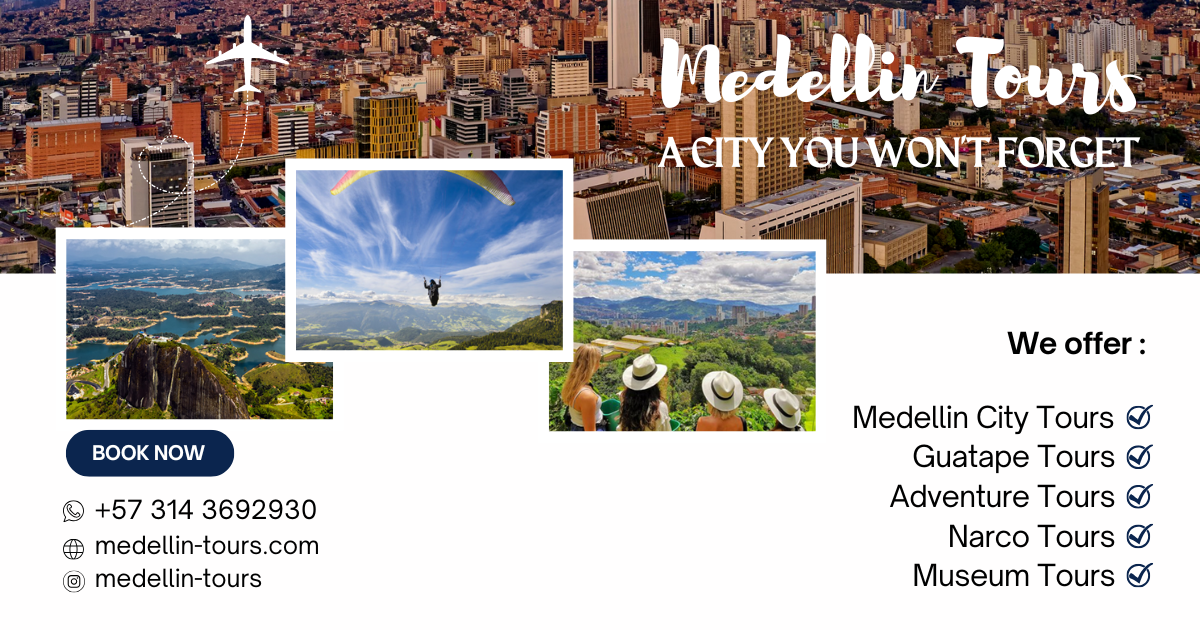 Medellin Tours
A CITY YOU WON'T FORGET
We offer :
Medellin City Tours
Guatape Tours
Adventure Tours
Narco Tours
Museum Tours
BOOK NOW
+57 314 3692930
medellin-tours.com
medellin-tours